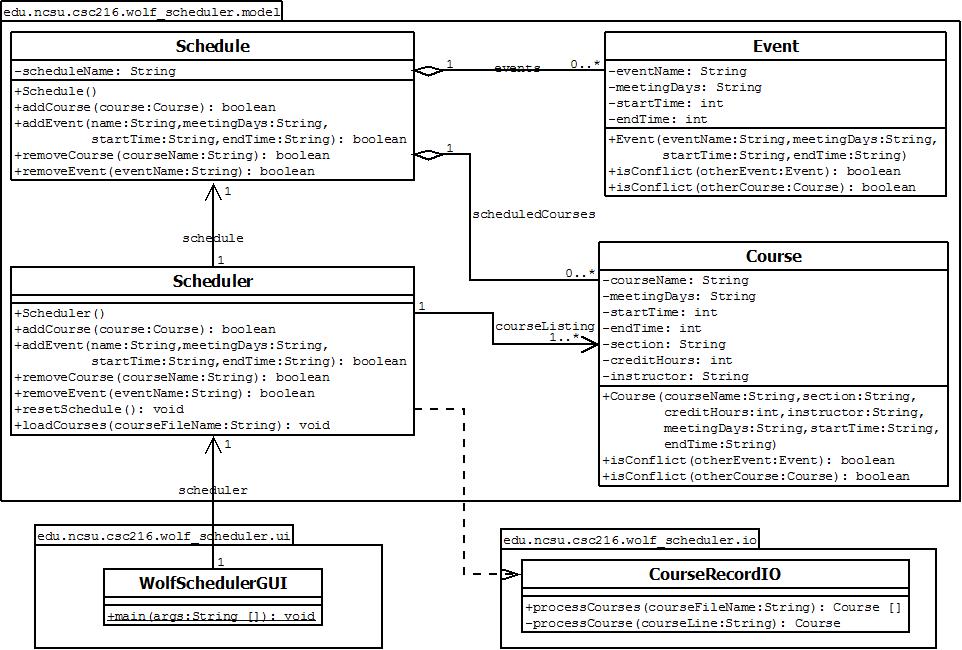 edu.ncsu.csc216.wolf_scheduler.model
Schedule
-scheduleName: String
+Schedule()
+addCourse(course:Course): boolean
+addEvent(name:String,meetingDays:String,
startTime:String,endTime:String): boolean
+removeCourse(courseName:String): boolean
+removeEvent(eventName:String): boolean
1
events
0..*
Event
-eventName: String
-meetingDays: String
-startTime: int
-endTime: int
+Event(eventName:String,meetingDays:String,
startTime:String,endTime:String)
+isConflict(otherEvent:Event): boolean
+isConflict(otherCourse:Course): boolean
1
scheduledCourses
0..*
1
schedule
1
Scheduler
+Scheduler()
+addCourse(course:Course): boolean
+addEvent(name:String,meetingDays:String,
startTime:String,endTime:String): boolean
+removeCourse(courseName:String): boolean
+removeEvent(eventName:String): boolean
+resetSchedule(): void
+loadCourses(courseFileName:String): void
1
courseListing
1..*
Course
-courseName: String
-meetingDays: String
-startTime: int
-endTime: int
-section: String
-creditHours: int
-instructor: String
+Course(courseName:String,section:String,
creditHours:int,instructor:String,
meetingDays:String,startTime:String,
endTime:String)
+isConflict(otherEvent:Event): boolean
+isConflict(otherCourse:Course): boolean
1
scheduler
1
edu.ncsu.csc216.wolf_scheduler.ui
WolfSchedulerGUI
+main(args:String []): void
edu.ncsu.csc216.wolf_scheduler.io
CourseRecordIO
+processCourses(courseFileName:String): Course []
-processCourse(courseLine:String): Course